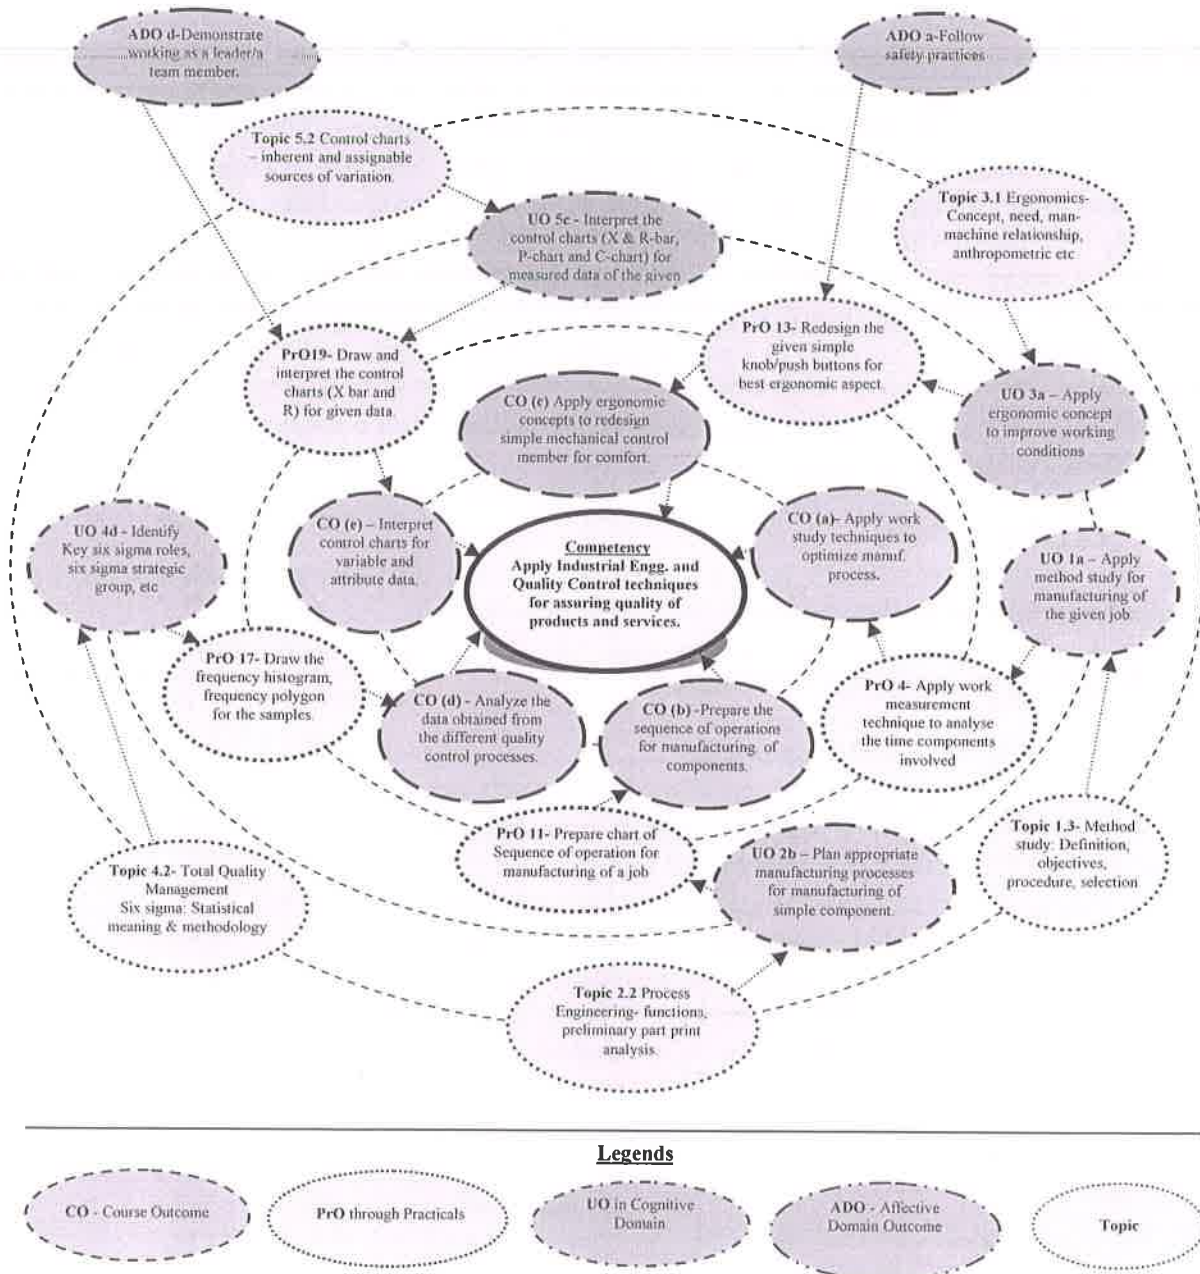 ADO d-Demonstrate
working as a leader/a
team member.
ADO a-Follow
safety practices
Topic 5.2 Control charts
– inherent and assignable
sources of variation.
Topic 3.1 Ergonomics-
Concept, need, man-
machine relationship,
anthropometric etc
UO 5c - Interpret the
control charts (X & R-bar,
P-chart and C-chart) for
measured data of the given
PrO 13- Redesign the
given simple
knob/push buttons for
best ergonomic aspect.
PrO19- Draw and
interpret the control
charts (X bar and
R) for given data.
CO (c) Apply ergonomic
concepts to redesign
simple mechanical control
member for comfort.
UO 3a – Apply
ergonomic concept
to improve working
conditions
UO 4d - Identify
Key six sigma roles,
six sigma strategic
group, etc
CO (e) – Interpret
control charts for
variable and
attribute data.
Competency
Apply Industrial Engg. and
Quality Control techniques
for assuring quality of
products and services.
CO (a)- Apply work
study techniques to
optimize manuf.
process.
UO 1a – Apply
method study for
manufacturing of
the given job
PrO 17- Draw the
frequency histogram,
frequency polygon
for the samples.
CO (d) - Analyze the
data obtained from
the different quality
control processes.
CO (b) -Prepare the
sequence of operations
for manufacturing of
components.
PrO 4- Apply work
measurement
technique to analyse
the time components
involved
PrO 11- Prepare chart of
Sequence of operation for
manufacturing of a job
UO 2b – Plan appropriate
manufacturing processes
for manufacturing of
simple component.
Topic 1.3- Method
study: Definition,
objectives,
procedure, selection
Topic 4.2- Total Quality
Management
Six sigma: Statistical
meaning & methodology
Topic 2.2 Process
Engineering- functions,
preliminary part print
analysis.
Legends
CO - Course Outcome
PrO through Practicals
UO in Cognitive
Domain
ADO - Affective
Domain Outcome
Topic